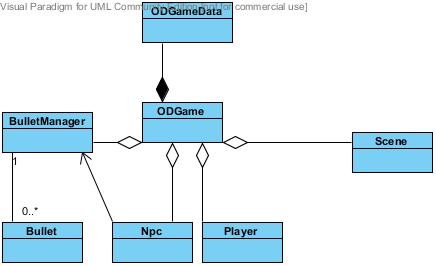 Visual Paradigm for UML Community Edition [not for commercial use]
ODGameData
ODGame
BulletManager
Scene
1
0..*
Bullet
Npc
Player